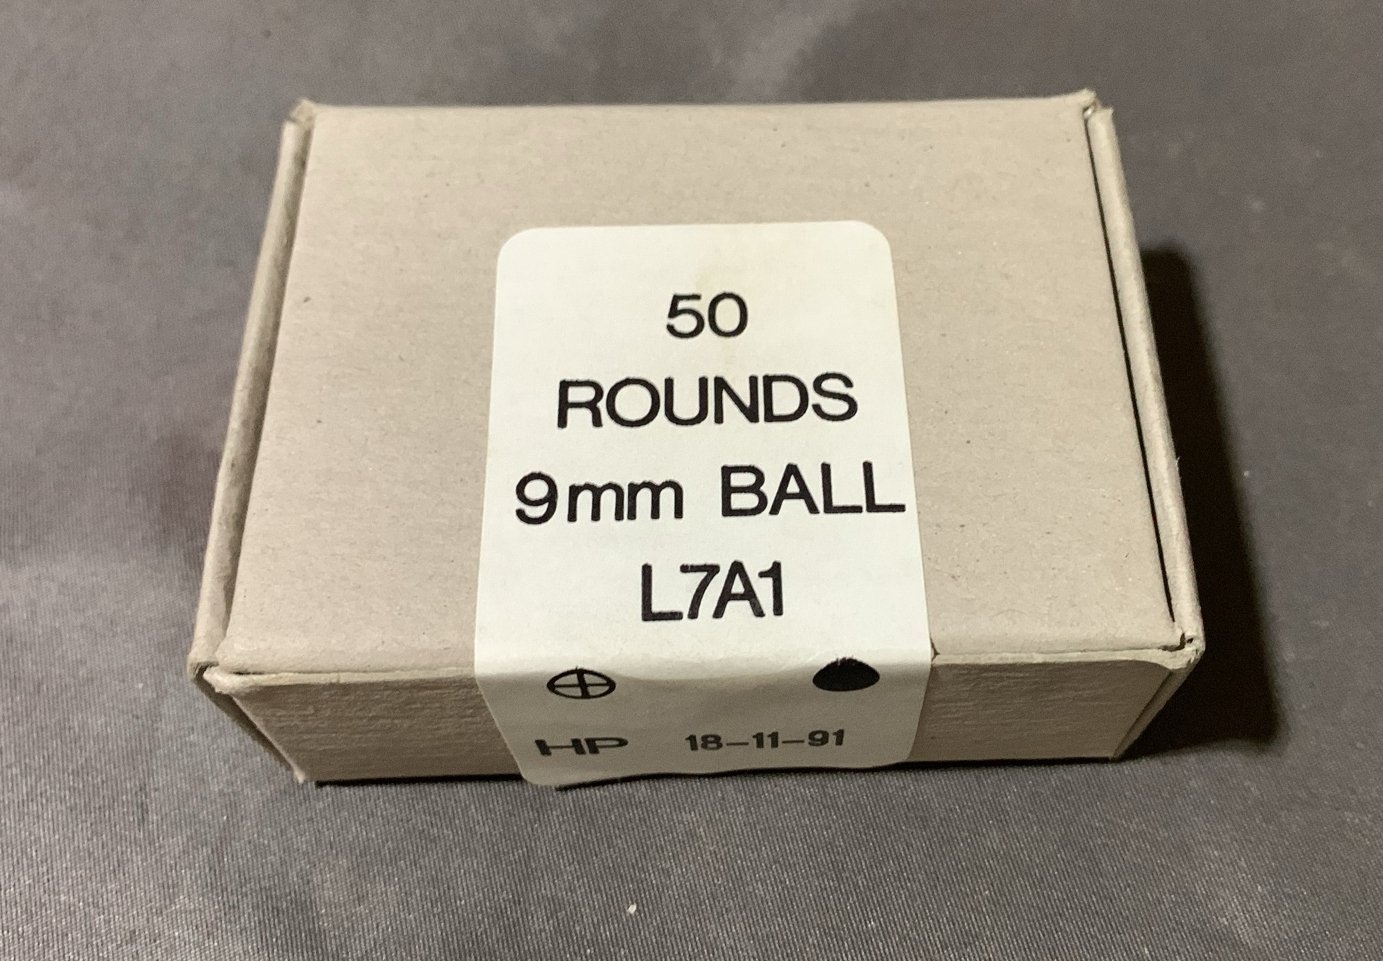 50
ROUNDS
9mm BALL
L7A1
HP 18-11-91